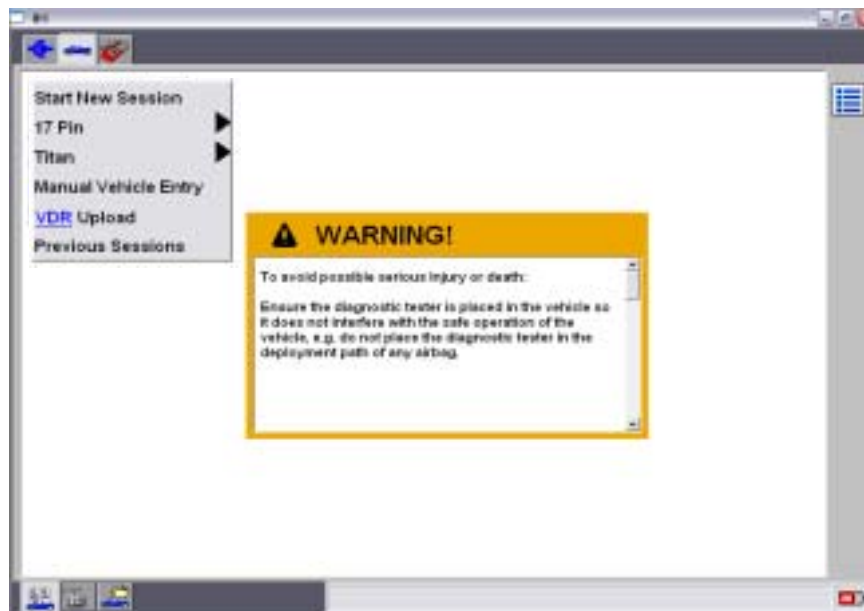 Start New Session
17 Pin
Titan
Manual Vehicle Entry
VDR Upload
Previous Sessions
WARNING!
To avoid possible serious injury or death:
Ensure the diagnostic tester is placed in the vehicle so
it does not interfere with the safe operation of the
vehicle, e.g. do not place the diagnostic tester in the
deployment path of any airbag.